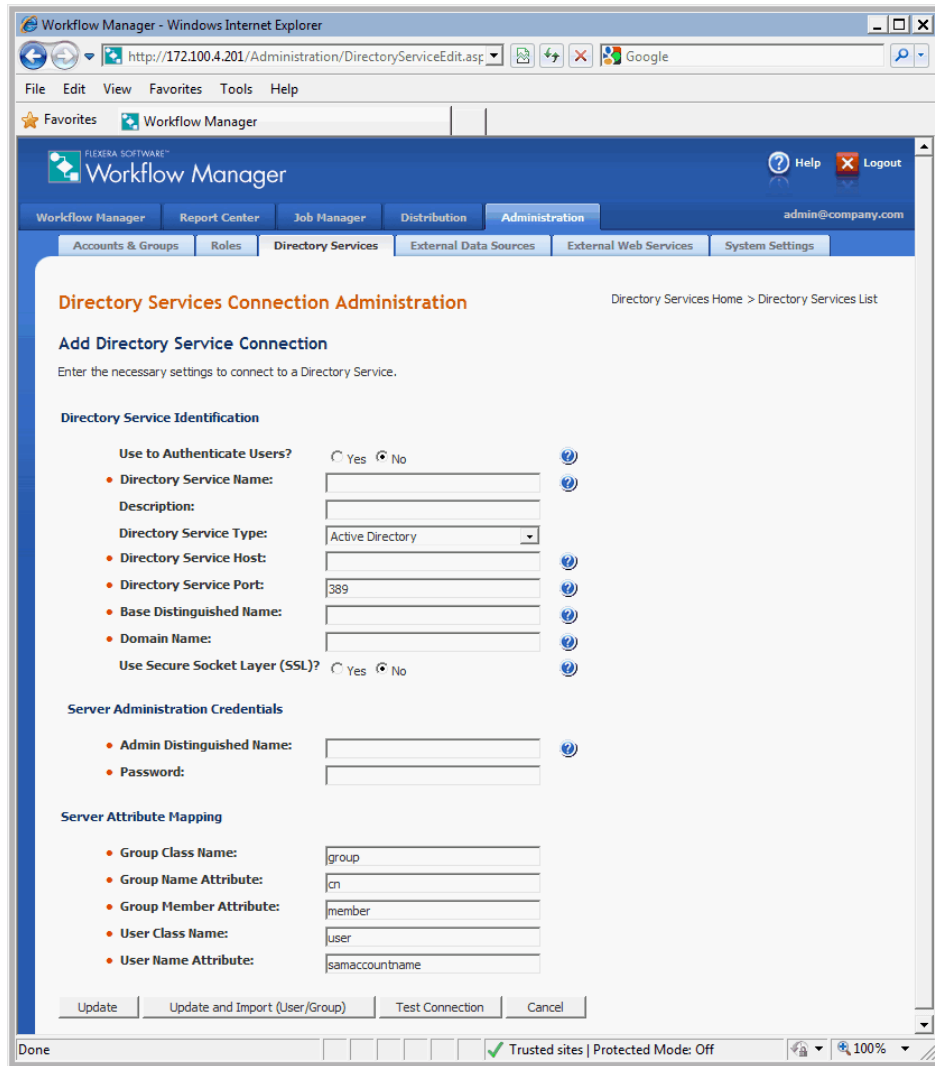 Workflow Manager - Windows Internet Explorer
http://172.100.4.201/Administration/DirectoryServiceEdit.asp
Google
File Edit View Favorites Tools Help
Favorites Workflow Manager
FLEXERA SOFTWARE™
Workflow Manager
Help Logout
Workflow Manager Report Center Job Manager Distribution Administration admin@company.com
Accounts & Groups Roles Directory Services External Data Sources External Web Services System Settings
Directory Services Connection Administration Directory Services Home > Directory Services List
Add Directory Service Connection
Enter the necessary settings to connect to a Directory Service.
Directory Service Identification
Use to Authenticate Users? Yes No
• Directory Service Name:
Description:
Directory Service Type: Active Directory
• Directory Service Host:
• Directory Service Port: 389
• Base Distinguished Name:
• Domain Name:
Use Secure Socket Layer (SSL)? Yes No
Server Administration Credentials
• Admin Distinguished Name:
• Password:
Server Attribute Mapping
• Group Class Name: group
• Group Name Attribute: cn
• Group Member Attribute: member
• User Class Name: user
• User Name Attribute: samaccountname
Update Update and Import (User/Group) Test Connection Cancel
Done Trusted sites | Protected Mode: Off 100%